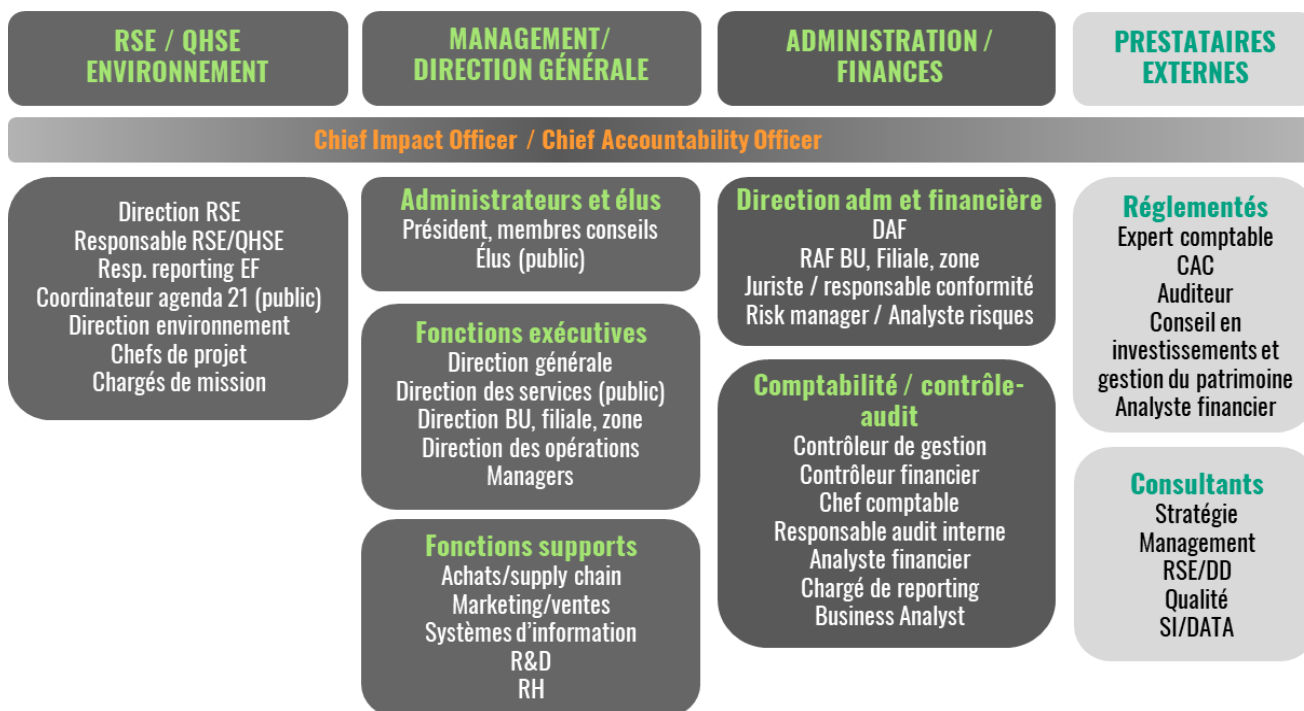 RSE / QHSE
ENVIRONNEMENT
MANAGEMENT/
DIRECTION GÉNÉRALE
ADMINISTRATION /
FINANCES
PRESTATAIRES
EXTERNES
Chief Impact Officer / Chief Accountability Officer
Direction RSE
Responsable RSE/QHSE
Resp. reporting EF
Coordinateur agenda 21 (public)
Direction environnement
Chefs de projet
Chargés de mission
Administrateurs et élus
Président, membres conseils
Élus (public)
Fonctions exécutives
Direction générale
Direction des services (public)
Direction BU, filiale, zone
Direction des opérations
Managers
Fonctions supports
Achats/supply chain
Marketing/ventes
Systèmes d'information
R&D
RH
Direction adm et financière
DAF
RAF BU, Filiale, zone
Juriste / responsable conformité
Risk manager / Analyste risques
Comptabilité / contrôle-
audit
Contrôleur de gestion
Contrôleur financier
Chef comptable
Responsable audit interne
Analyste financier
Chargé de reporting
Business Analyst
Réglementés
Expert comptable
CAC
Auditeur
Conseil en
investissements et
gestion du patrimoine
Analyste financier
Consultants
Stratégie
Management
RSE/DD
Qualité
SI/DATA